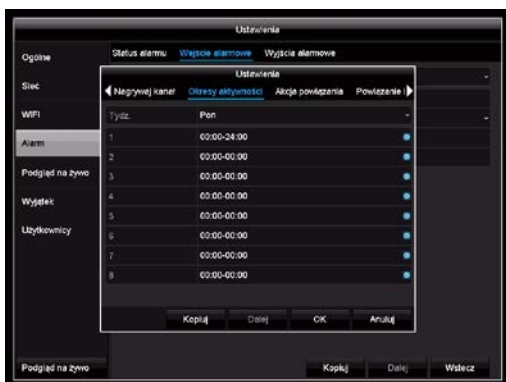 Ustawienia
Ogólne
Sieć
WIFI
Alarm
Podgląd na żywo
Wyjątek
Użytkownicy
Podgląd na żywo
Status alarmu Wejście alarmowe Wyjścia alarmowe
Ustawienia
Nagrywaj kanał Okresy aktywności Akcja powiązania Powiązanie
Tydz. Pon
1 00:00-24:00
2 00:00-00:00
3 00:00-00:00
4 00:00-00:00
5 00:00-00:00
6 00:00-00:00
7 00:00-00:00
8 00:00-00:00
Kopiuj Dalej OK Anuluj
Kopiuj Dalej Wstecz